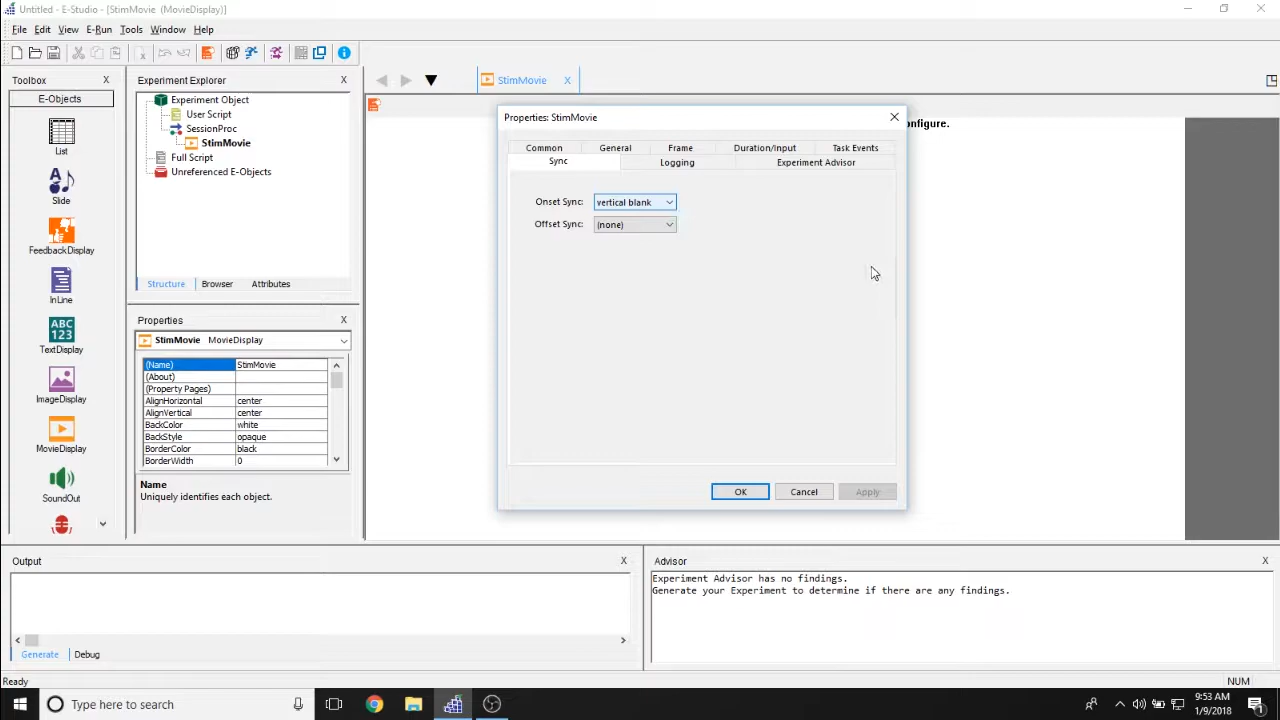 Untitled - E-Studio - [StimMovie (MovieDisplay)]
File Edit View E-Run Tools Window Help
Toolbox
E-Objects
List
Slide
FeedbackDisplay
InLine
ABC
123
TextDisplay
ImageDisplay
MovieDisplay
SoundOut
Experiment Explorer
Experiment Object
User Script
SessionProc
StimMovie
Full Script
Unreferenced E-Objects
Structure Browser Attributes
Properties
StimMovie MovieDisplay
(Name) StimMovie
(About)
(Property Pages)
AlignHorizontal center
AlignVertical center
BackColor white
BackStyle opaque
BorderColor black
BorderWidth 0
Name
Uniquely identifies each object.
StimMovie
onfigure.
Properties: StimMovie
Common General Frame Duration/Input Task Events
Sync Logging Experiment Advisor
Onset Sync: vertical blank
Offset Sync: (none)
OK Cancel Apply
Output
Generate Debug
Advisor
Experiment Advisor has no findings.
Generate your Experiment to determine if there are any findings.
Ready NUM
Type here to search
9:53 AM
1/9/2018
1